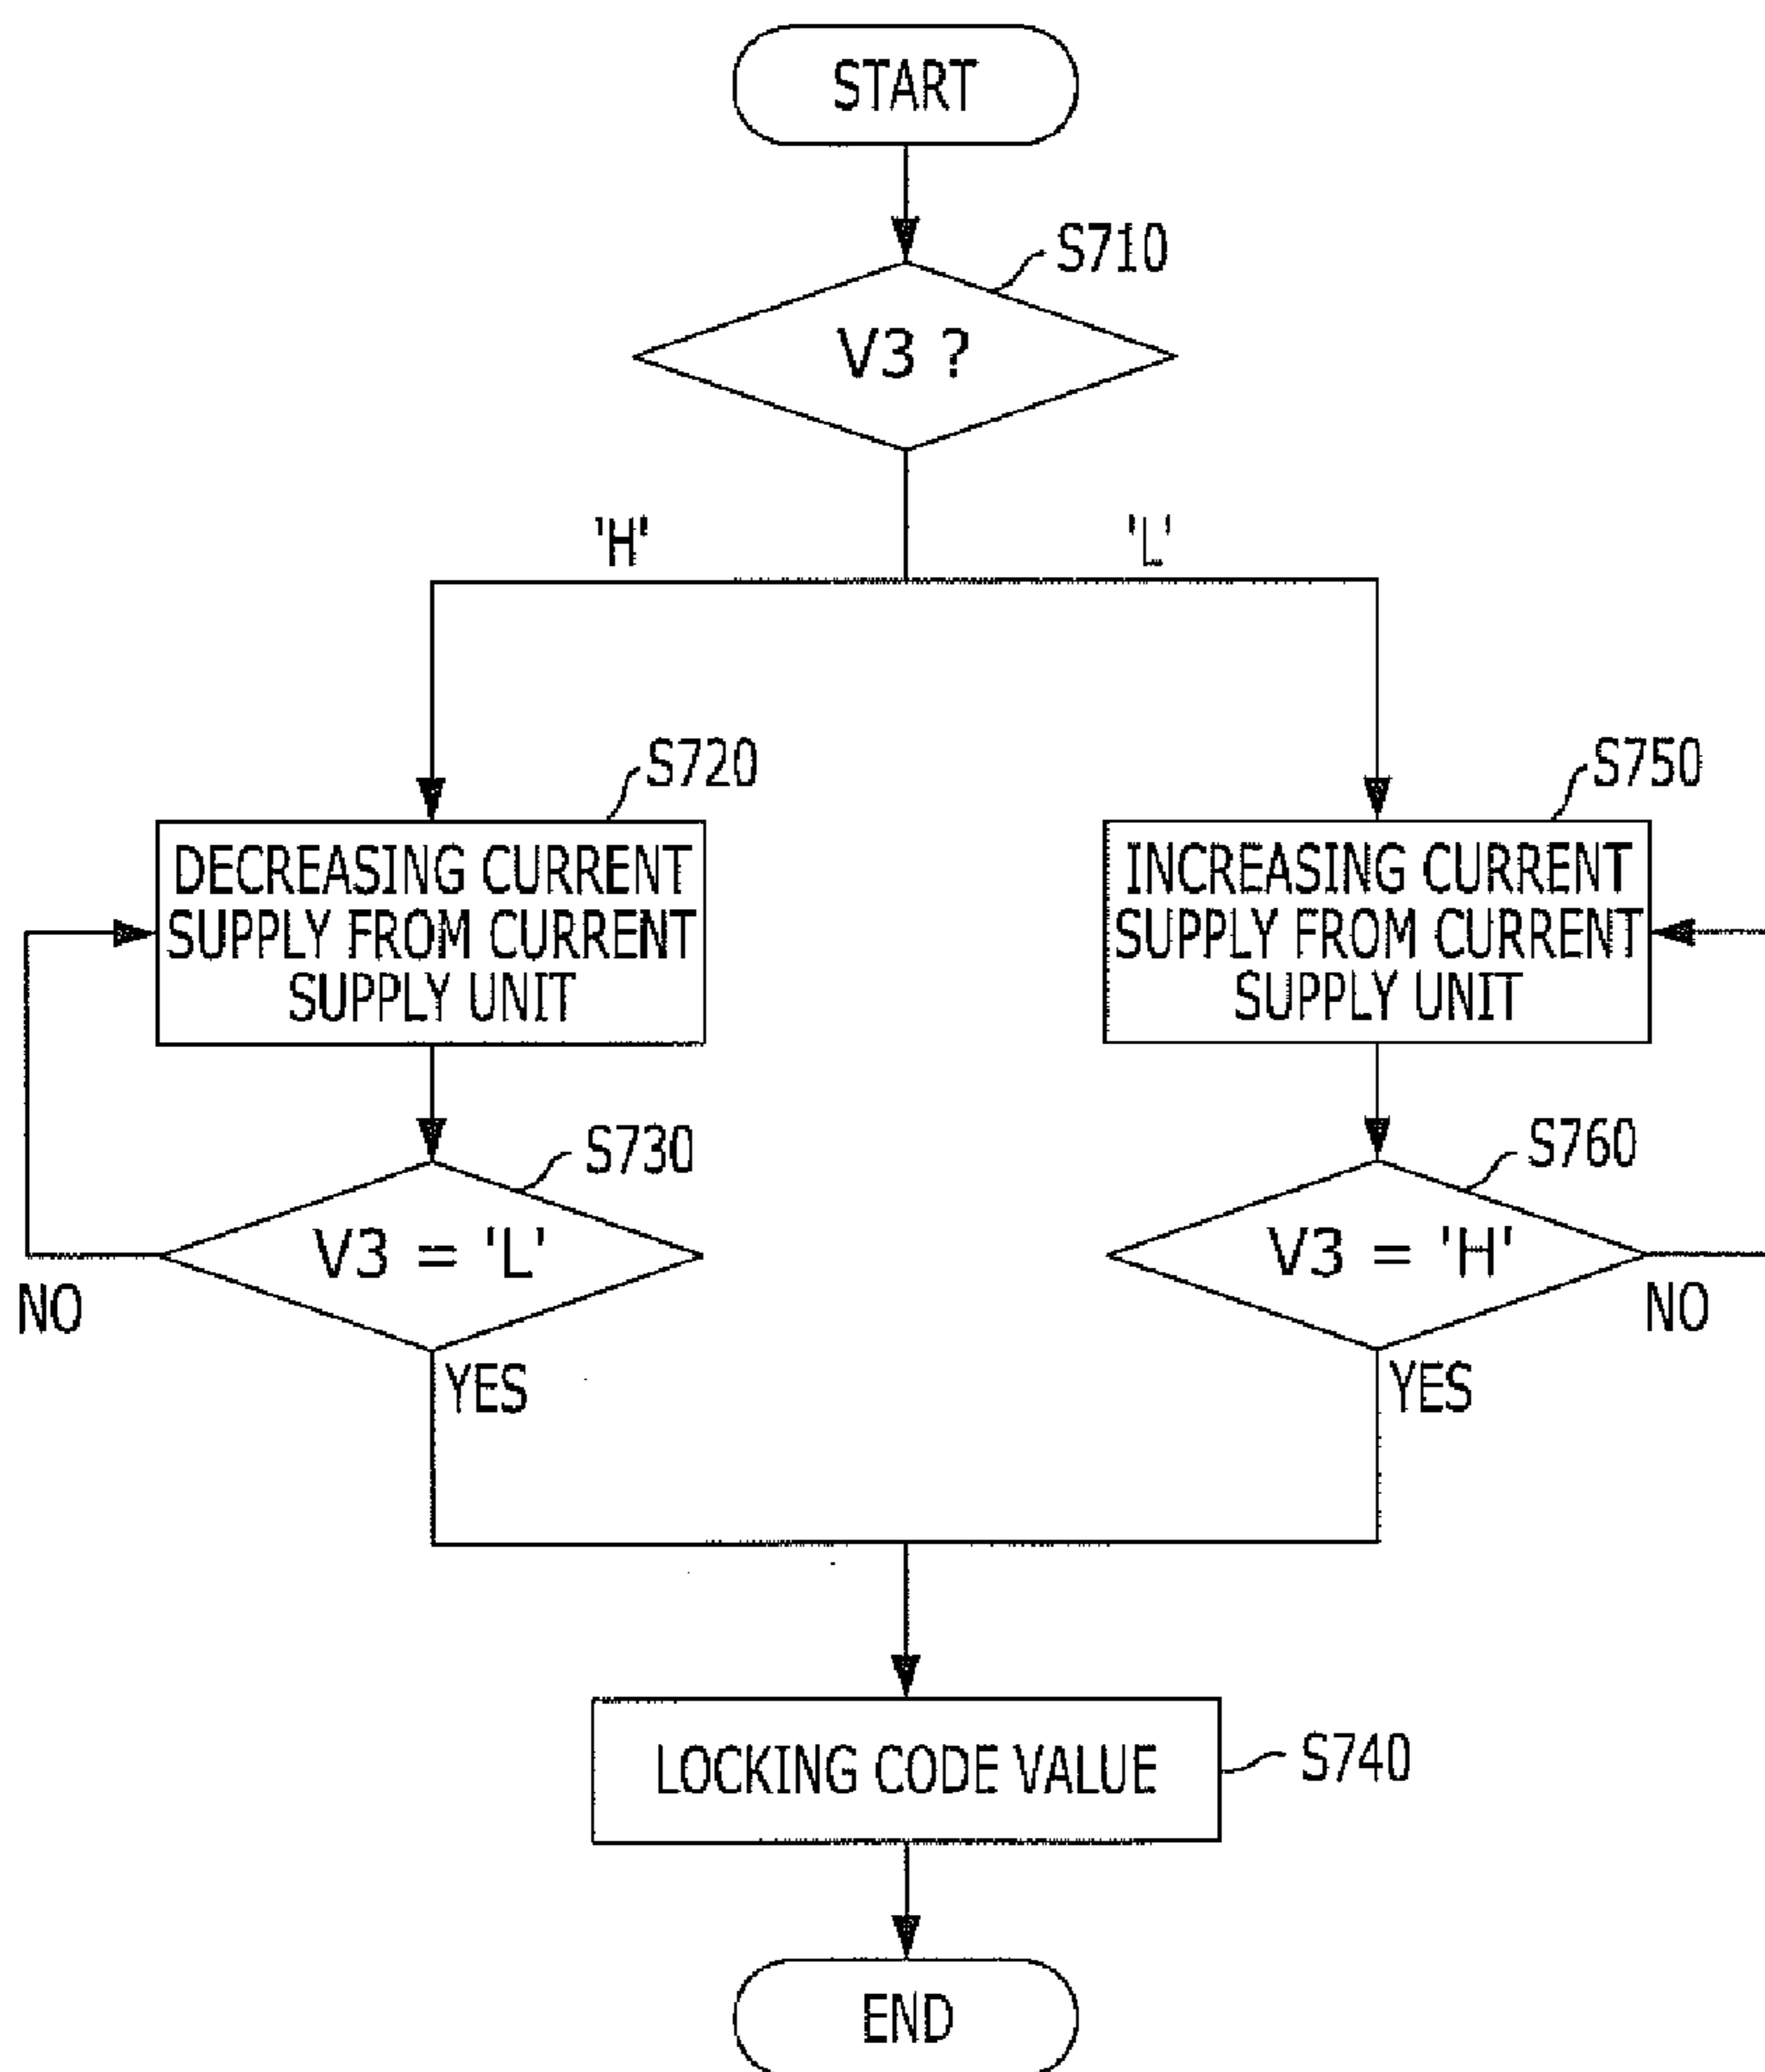 START
S710
V3 ?
'H'
'L'
S720
S750
DECREASING CURRENT
SUPPLY FROM CURRENT
SUPPLY UNIT
INCREASING CURRENT
SUPPLY FROM CURRENT
SUPPLY UNIT
S730
S760
V3 = 'L'
V3 = 'H'
NO
NO
YES
YES
LOCKING CODE VALUE
S740
END